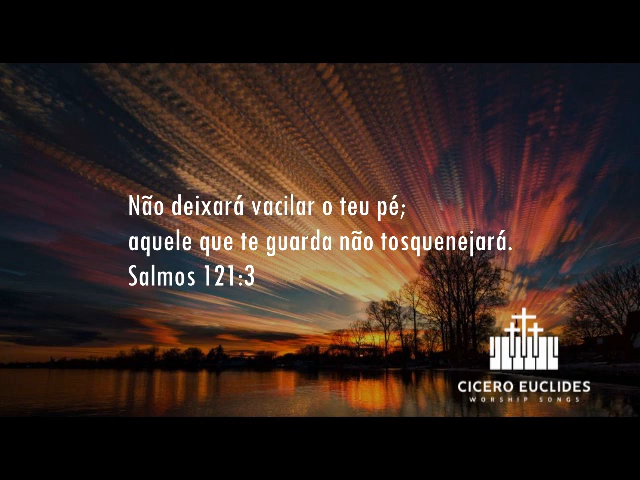 Não deixará vacilar o teu pé;
aquele que te guarda não tosquenejará.
Salmos 121:3
CICERO EUCLIDES
WORSHIP SONGS